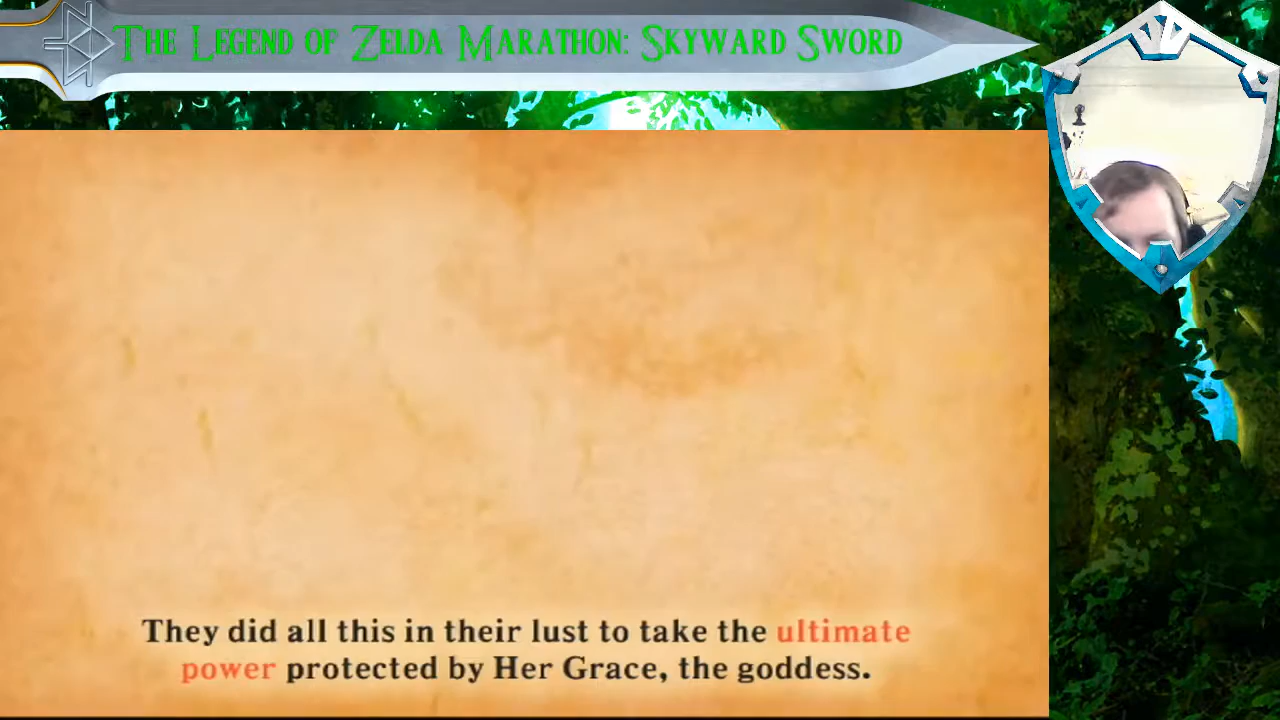 The Legend of Zelda Marathon: Skyward Sword
They did all this in their lust to take the ultimate
power protected by Her Grace, the goddess.